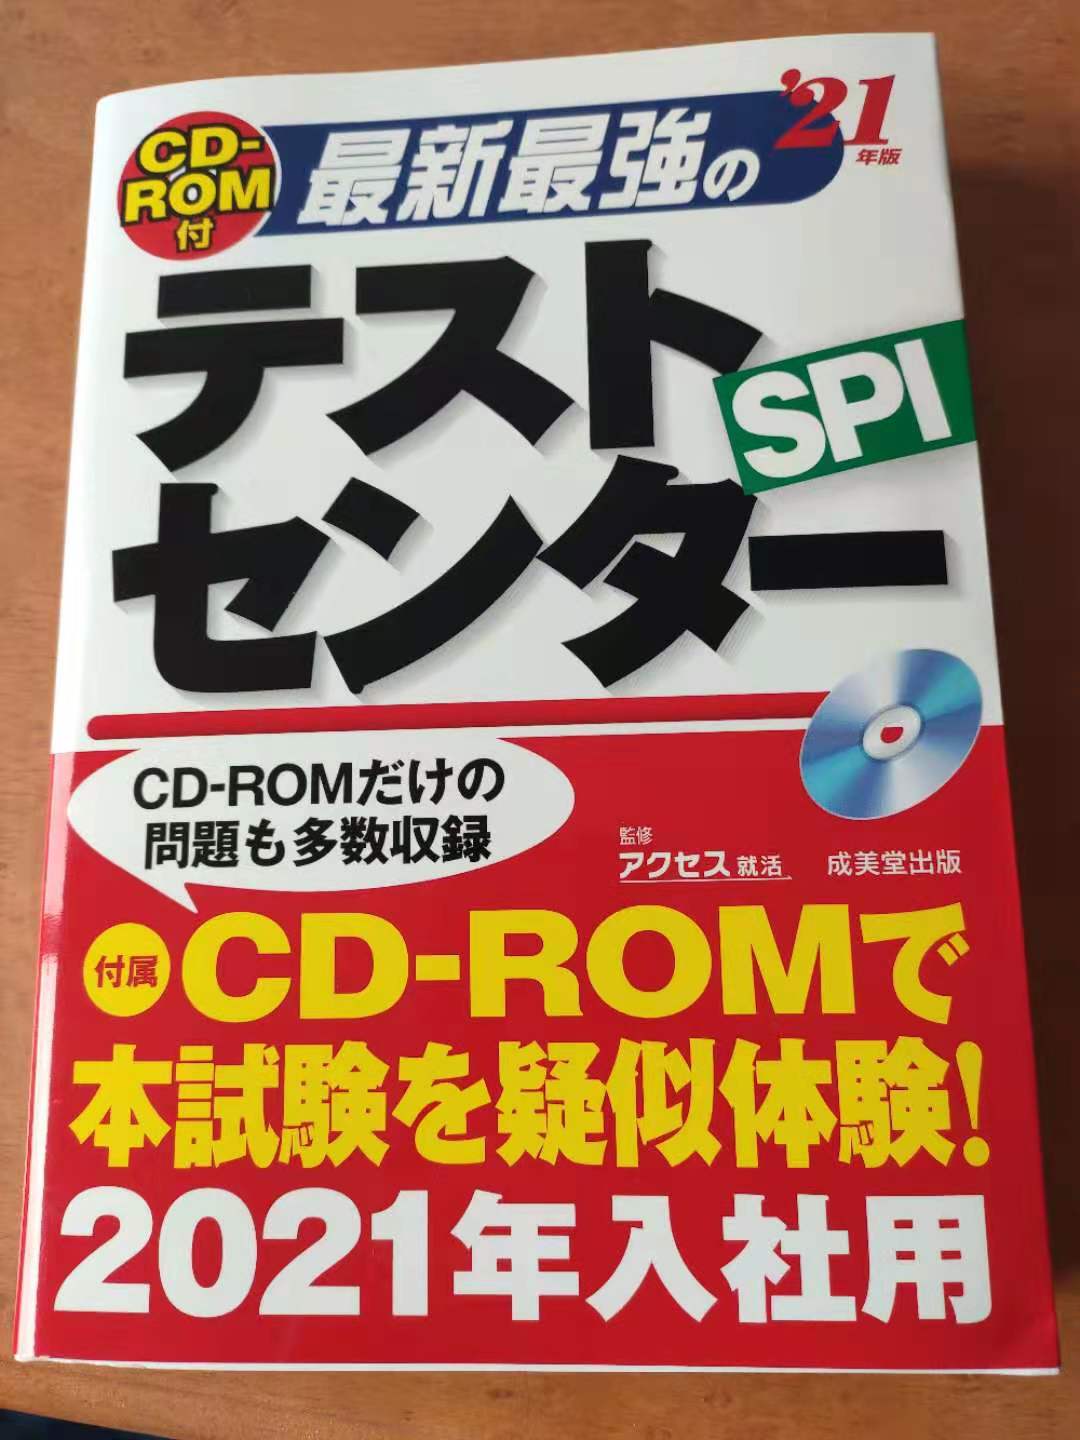 CD-
ROM
付
最新最強の
'21
年版
テスト
SPI
センター
CD-ROMだけの
問題も多数収録
監修
アクセス就活
成美堂出版
付属
CD-ROMで
本試験を疑似体験!
2021年入社用